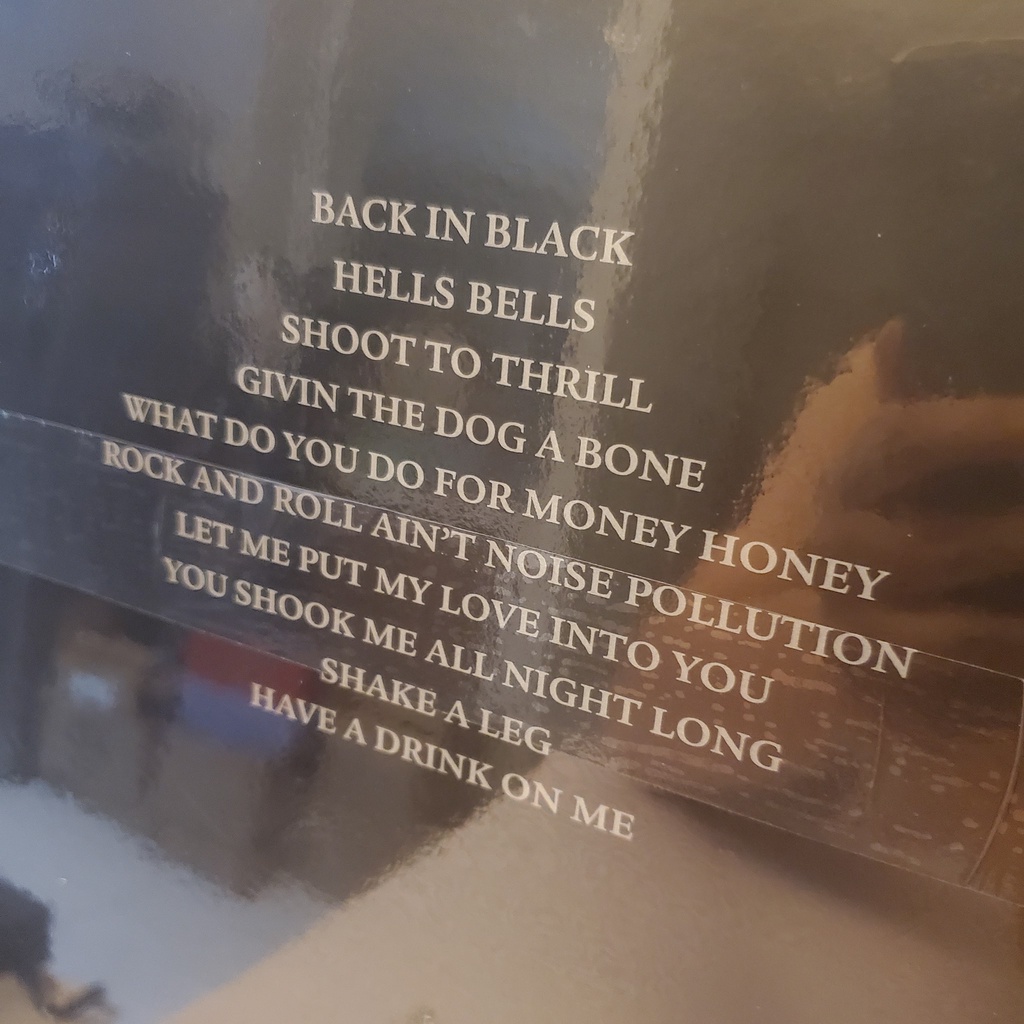 BACK IN BLACK
HELLS BELLS
SHOOT TO THRILL
GIVIN THE DOG A BONE
WHAT DO YOU DO FOR MONEY HONEY
ROCK AND ROLL AIN'T NOISE POLLUTION
LET ME PUT MY LOVE INTO YOU
YOU SHOOK ME ALL NIGHT LONG
SHAKE A LEG
HAVE A DRINK ON ME